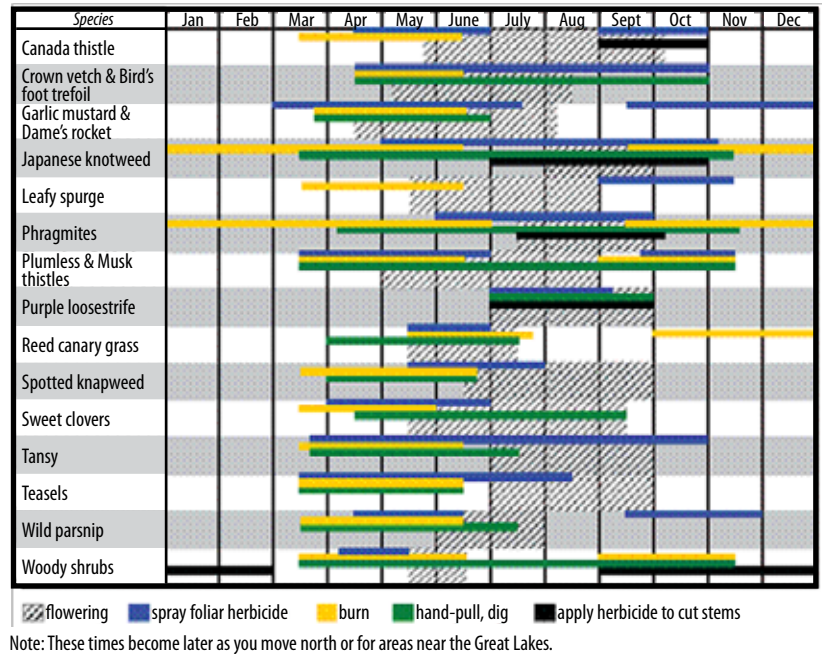 Species Jan Feb Mar Apr May June July Aug Sept Oct Nov Dec
Canada thistle
Crown vetch & Bird's
foot trefoil
Garlic mustard &
Dame's rocket
Japanese knotweed
Leafy spurge
Phragmites
Plumless & Musk
thistles
Purple loosestrife
Reed canary grass
Spotted knapweed
Sweet clovers
Tansy
Teasels
Wild parsnip
Woody shrubs
flowering spray foliar herbicide burn hand-pull, dig apply herbicide to cut stems
Note: These times become later as you move north or for areas near the Great Lakes.